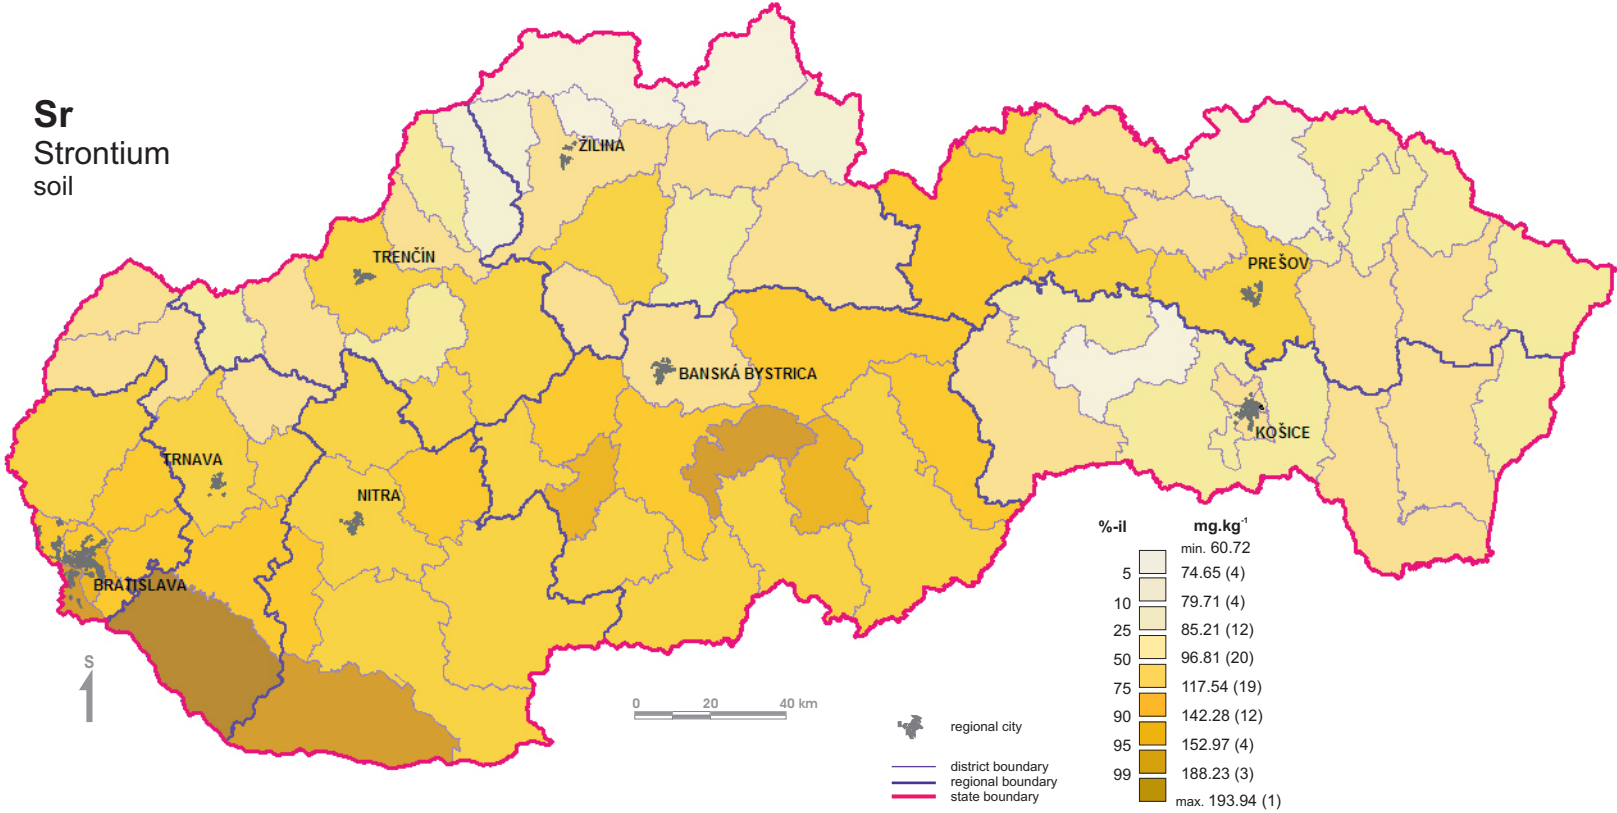 Sr
Strontium
soil
ŽILINA
TRENČÍN
PREŠOV
BANSKÁ BYSTRICA
KOŠICE
TRNAVA
NITRA
BRATISLAVA
S
0 20 40 km
regional city
district boundary
regional boundary
state boundary
%-il mg.kg⁻¹
min. 60.72
5 74.65 (4)
10 79.71 (4)
25 85.21 (12)
50 96.81 (20)
75 117.54 (19)
90 142.28 (12)
95 152.97 (4)
99 188.23 (3)
max. 193.94 (1)